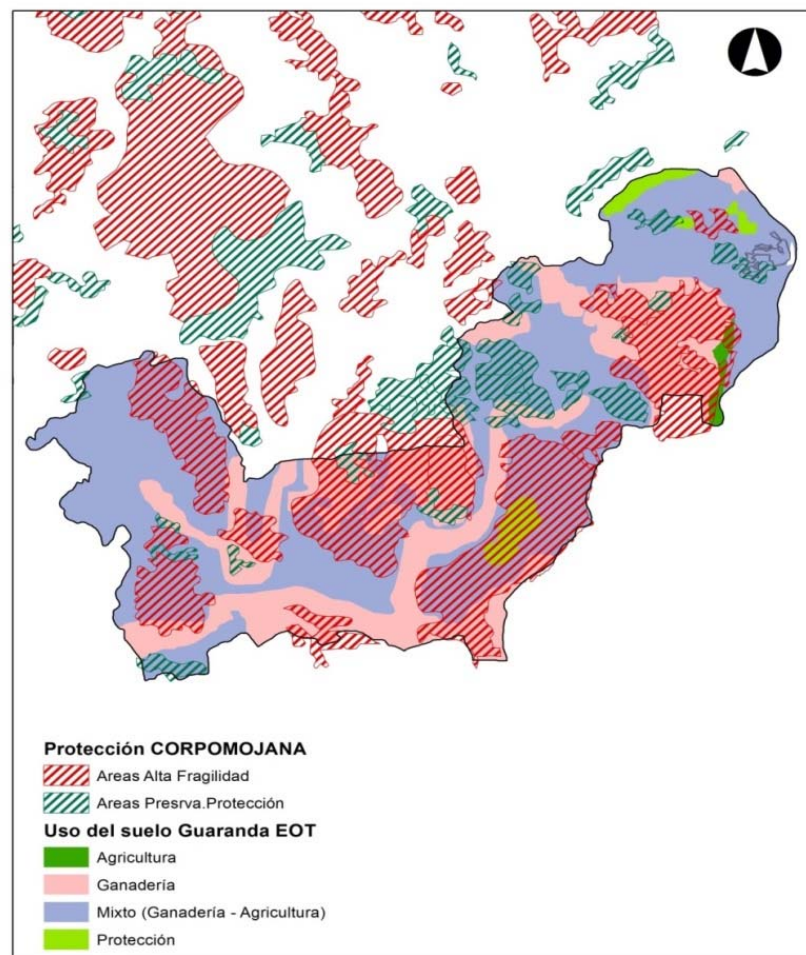 Protección CORPOMOJANA
Areas Alta Fragilidad
Areas Presrva.Protección
Uso del suelo Guaranda EOT
Agricultura
Ganadería
Mixto (Ganadería - Agricultura)
Protección